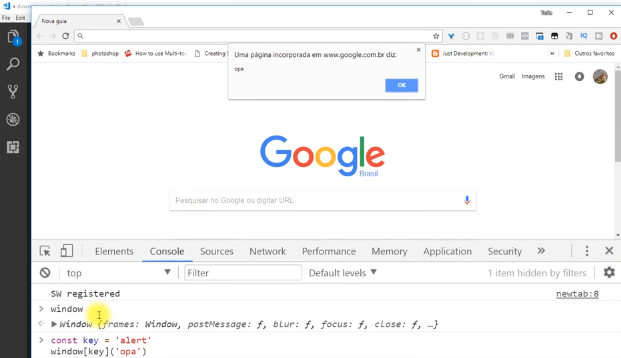 File Edit
Nova guia
Bookmarks photoshop How to use Multi-to Creating Just Development: W » Outros favoritos
Uma página incorporada em www.google.com.br diz:
opa
OK
Gmail Imagens
Google
Brasil
Pesquisar no Google ou digitar URL
Elements Console Sources Network Performance Memory Application Security »
top Filter Default levels 1 item hidden by filters
SW registered newtab:8
window
Window {frames: Window, postMessage: ƒ, blur: ƒ, focus: ƒ, close: ƒ, …}
const key = 'alert'
window[key]('opa')